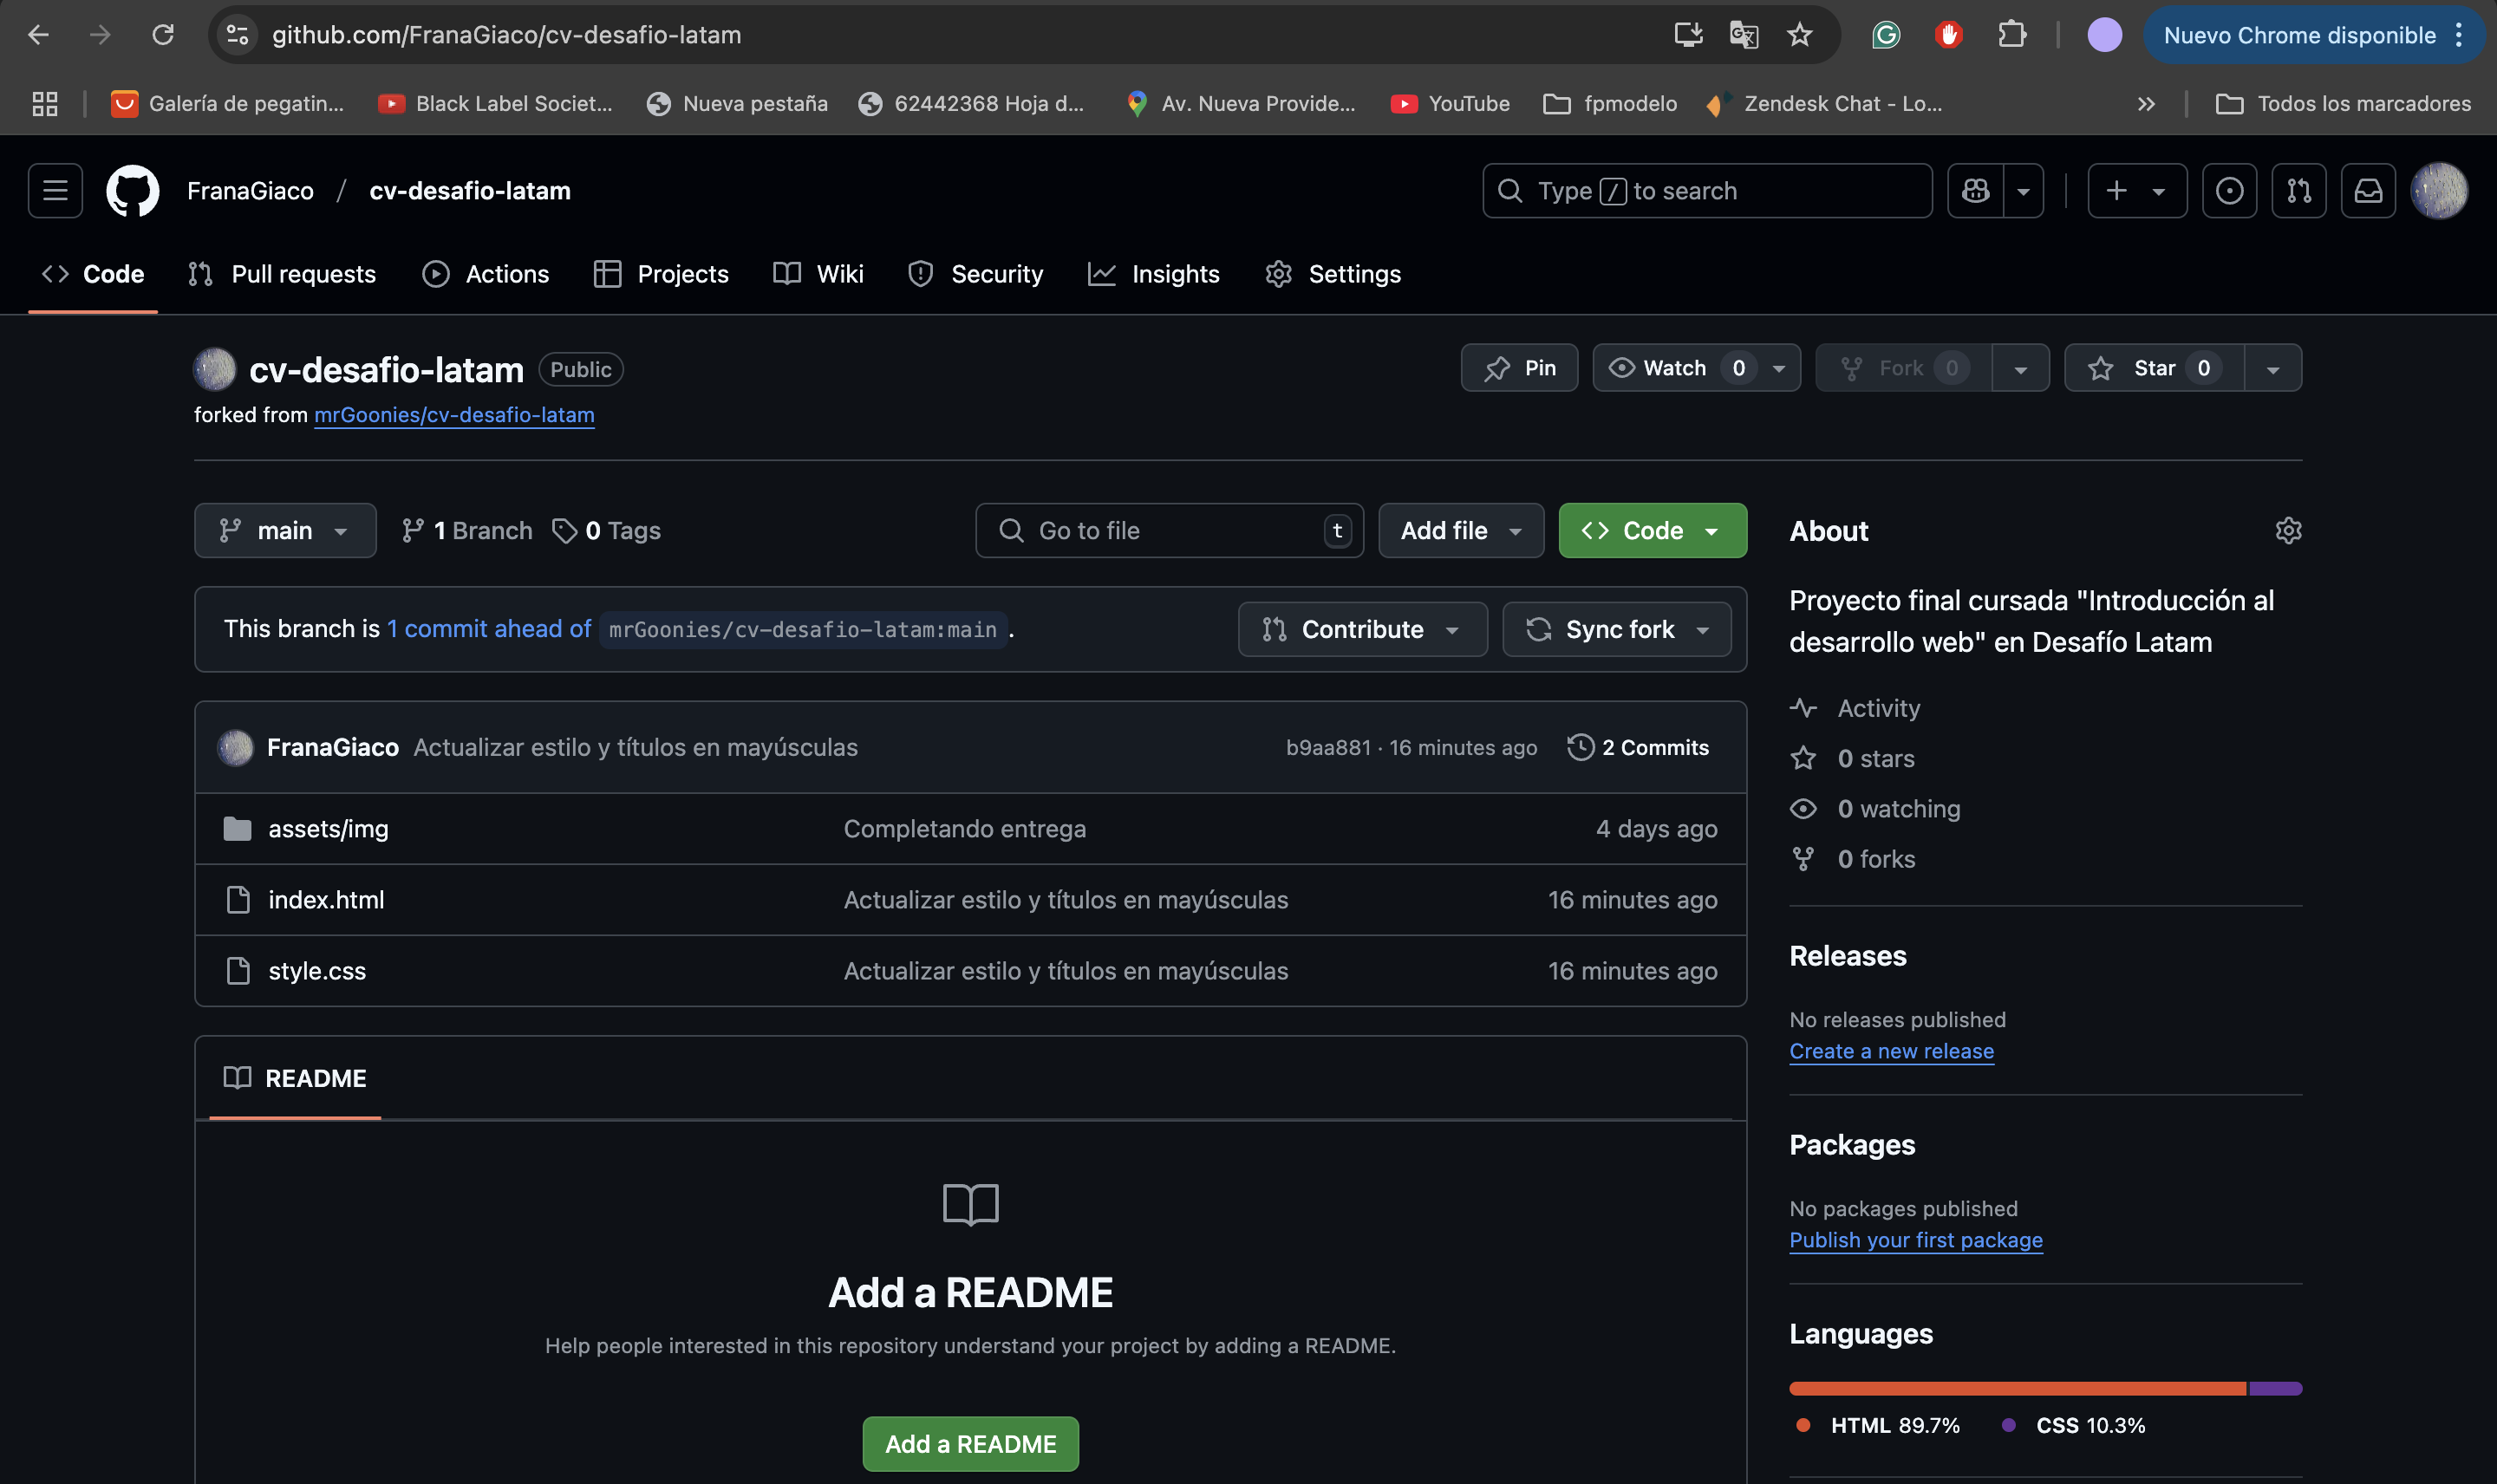 github.com/FranaGiaco/cv-desafio-latam
Nuevo Chrome disponible
Galería de pegatin...
Black Label Societ...
Nueva pestaña
62442368 Hoja d...
Av. Nueva Provide...
YouTube
fpmodelo
Zendesk Chat - Lo...
»
Todos los marcadores
FranaGiaco / cv-desafio-latam
Type / to search
Code
Pull requests
Actions
Projects
Wiki
Security
Insights
Settings
cv-desafio-latam Public
Pin
Watch 0
Fork 0
Star 0
forked from mrGoonies/cv-desafio-latam
main
1 Branch
0 Tags
Go to file t
Add file
Code
This branch is 1 commit ahead of mrGoonies/cv-desafio-latam:main .
Contribute
Sync fork
FranaGiaco Actualizar estilo y títulos en mayúsculas b9aa881 · 16 minutes ago 2 Commits
assets/img Completando entrega 4 days ago
index.html Actualizar estilo y títulos en mayúsculas 16 minutes ago
style.css Actualizar estilo y títulos en mayúsculas 16 minutes ago
README
Add a README
Help people interested in this repository understand your project by adding a README.
Add a README
About
Proyecto final cursada "Introducción al
desarrollo web" en Desafío Latam
Activity
0 stars
0 watching
0 forks
Releases
No releases published
Create a new release
Packages
No packages published
Publish your first package
Languages
HTML 89.7%
CSS 10.3%